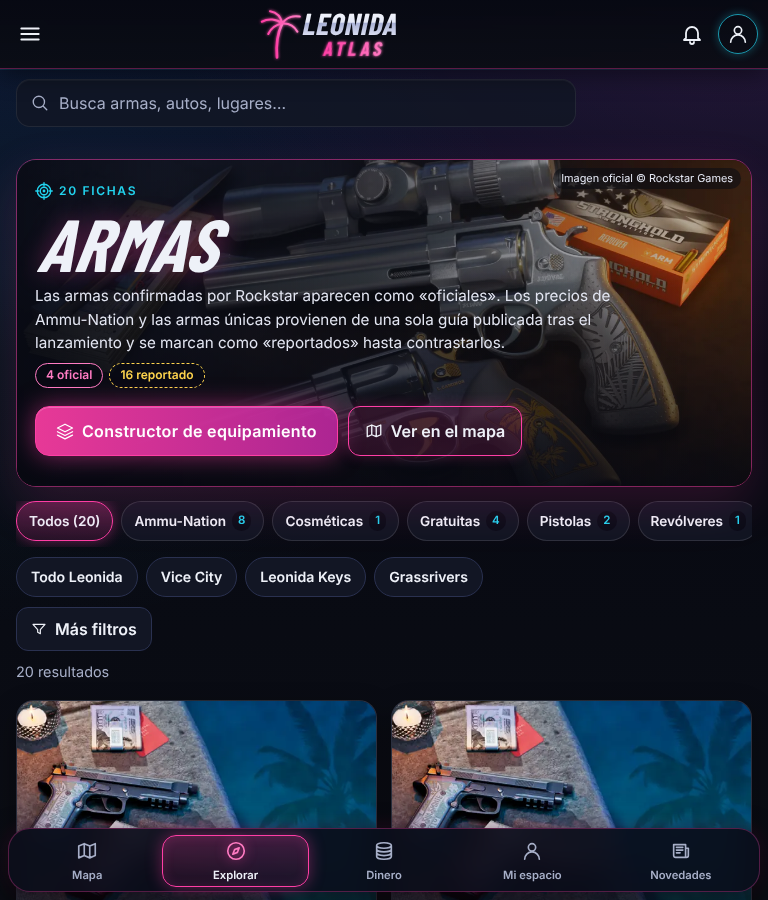 LEONIDA
ATLAS
Busca armas, autos, lugares...
Imagen oficial © Rockstar Games
20 FICHAS
STRONGHOLD
REVOLVER
ARM
ARMAS
Las armas confirmadas por Rockstar aparecen como «oficiales». Los precios de
Ammu-Nation y las armas únicas provienen de una sola guía publicada tras el
lanzamiento y se marcan como «reportados» hasta contrastarlos.
4 oficial
16 reportado
Constructor de equipamiento
Ver en el mapa
Todos (20)
Ammu-Nation 8
Cosméticas 1
Gratuitas 4
Pistolas 2
Revólveres 1
Todo Leonida
Vice City
Leonida Keys
Grassrivers
Más filtros
20 resultados
Mapa
Explorar
Dinero
Mi espacio
Novedades